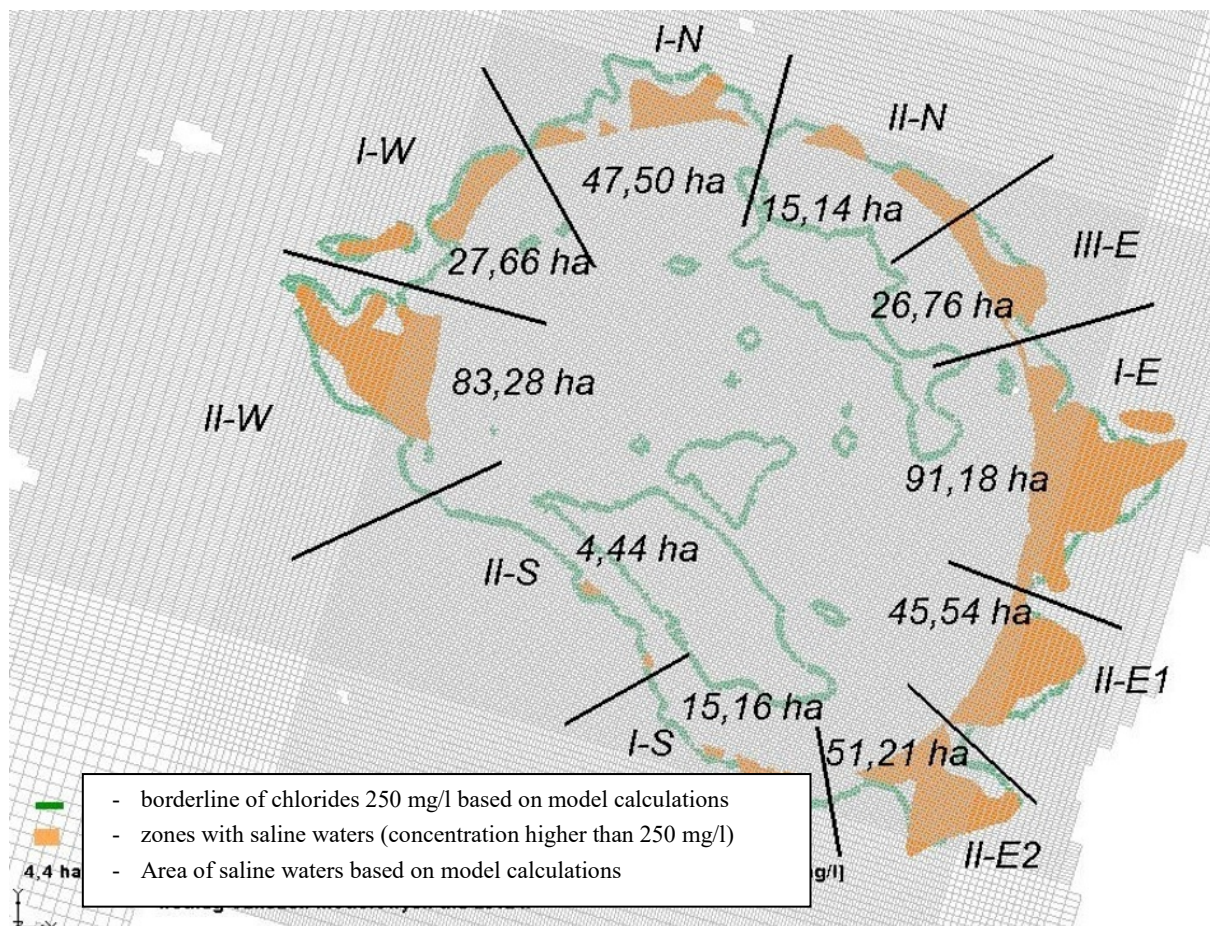 I-N
II-N
I-W
47,50 ha
15,14 ha
III-E
27,66 ha
26,76 ha
I-E
83,28 ha
II-W
91,18 ha
4,44 ha
II-S
45,54 ha
II-E1
15,16 ha
I-S
51,21 ha
II-E2
- borderline of chlorides 250 mg/l based on model calculations
- zones with saline waters (concentration higher than 250 mg/l)
4,4 ha
- Area of saline waters based on model calculations
mg/l]
Y